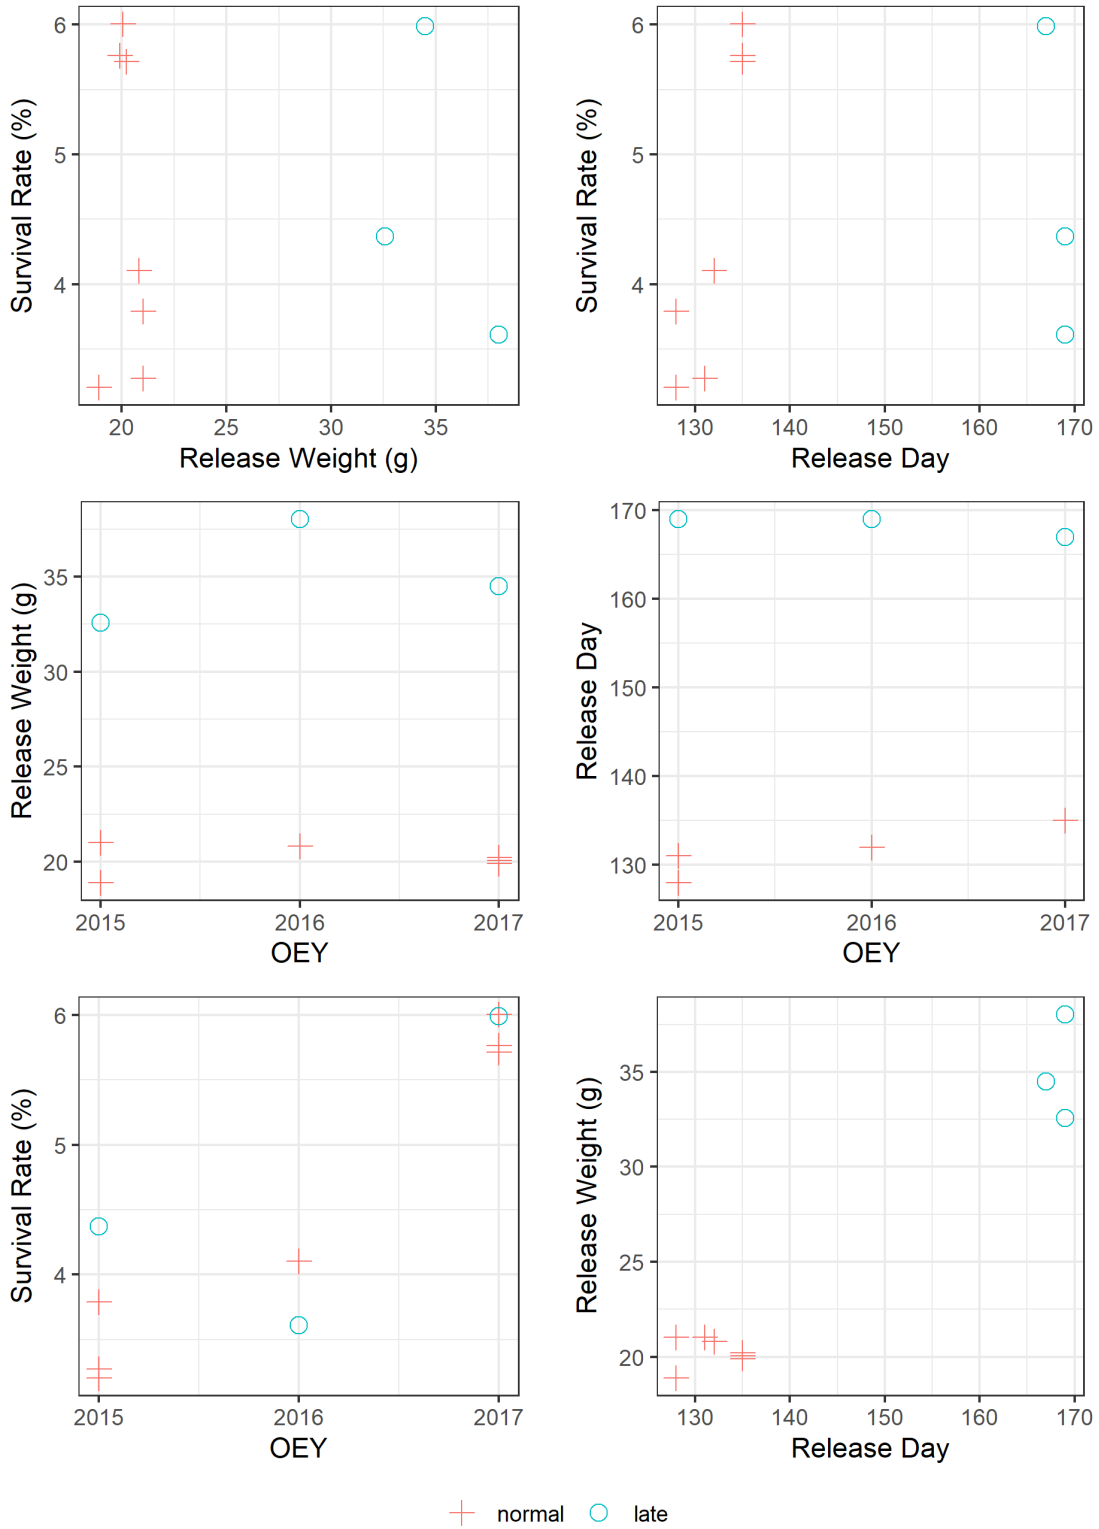 Survival Rate (%)
6
5
4
20 25 30 35
Release Weight (g)
Survival Rate (%)
6
5
4
130 140 150 160 170
Release Day
Release Weight (g)
35
30
25
20
2015 2016 2017
OEY
Release Day
170
160
150
140
130
2015 2016 2017
OEY
Survival Rate (%)
6
5
4
2015 2016 2017
OEY
Release Weight (g)
35
30
25
20
130 140 150 160 170
Release Day
normal late